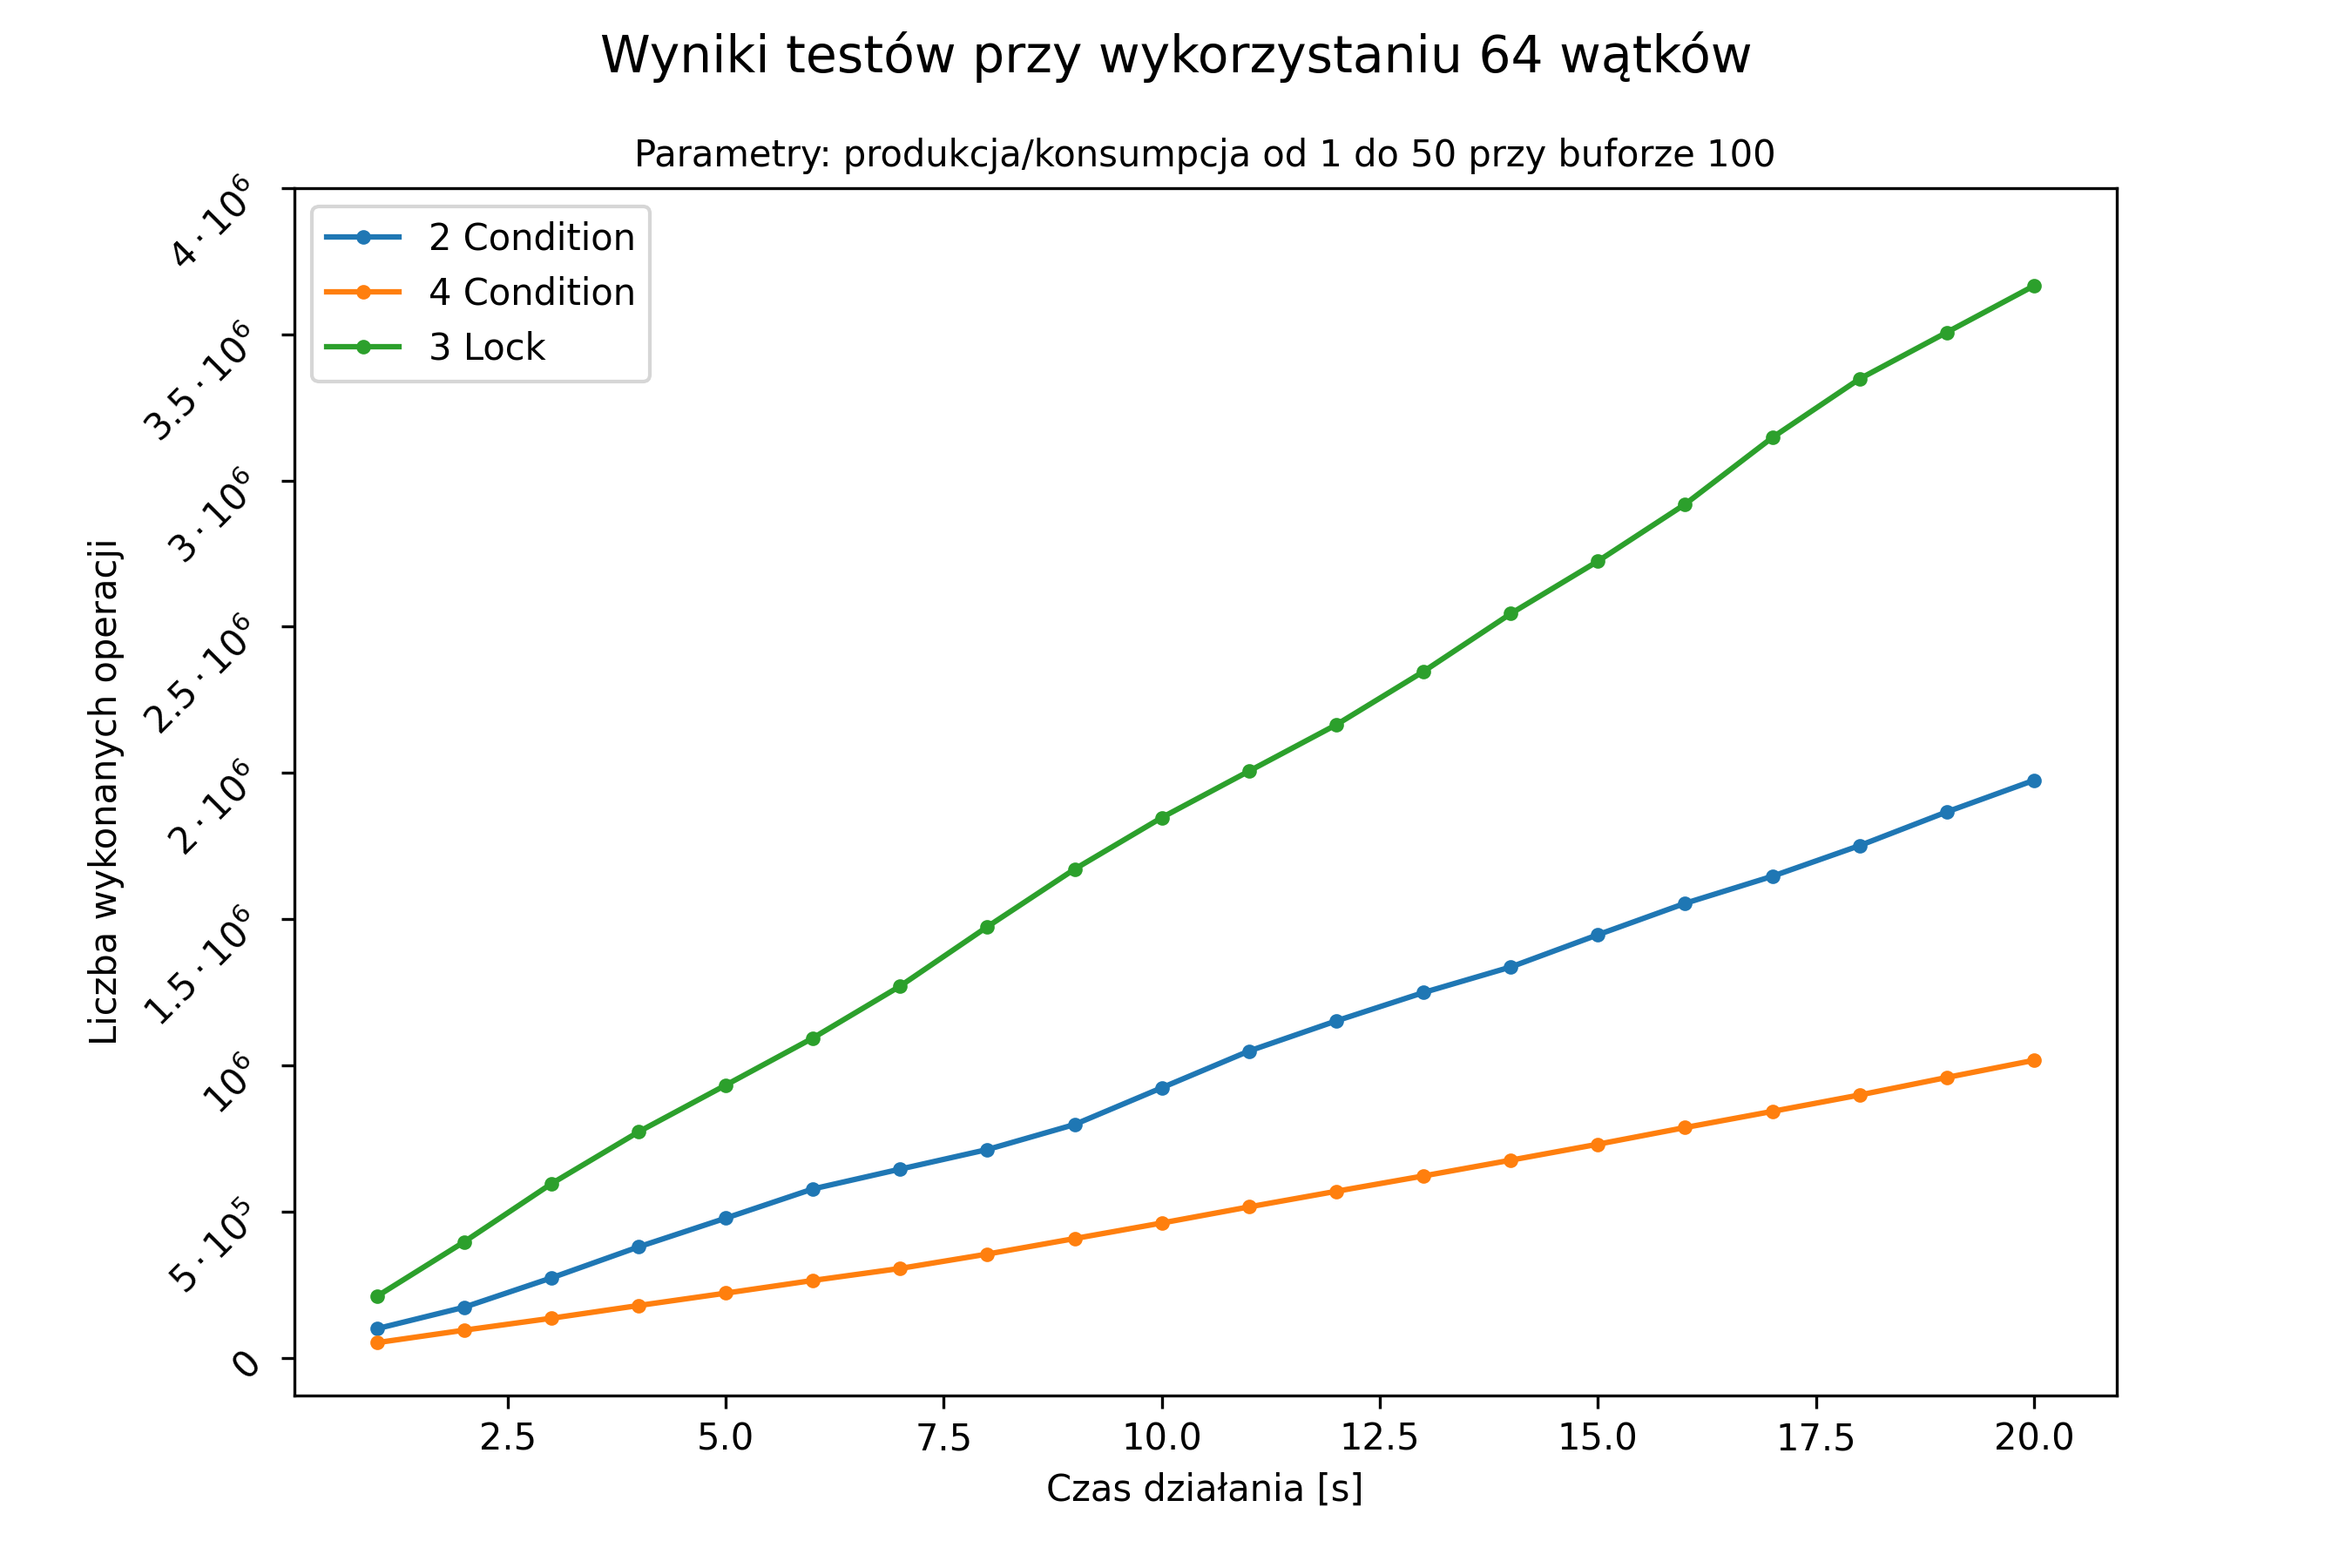 Wyniki testów przy wykorzystaniu 64 wątków
Parametry: produkcja/konsumpcja od 1 do 50 przy buforze 100
2 Condition
4 Condition
3 Lock
4·10⁶
3.5·10⁶
3·10⁶
2.5·10⁶
2·10⁶
1.5·10⁶
10⁶
5·10⁵
0
Liczba wykonanych operacji
2.5 5.0 7.5 10.0 12.5 15.0 17.5 20.0
Czas działania [s]